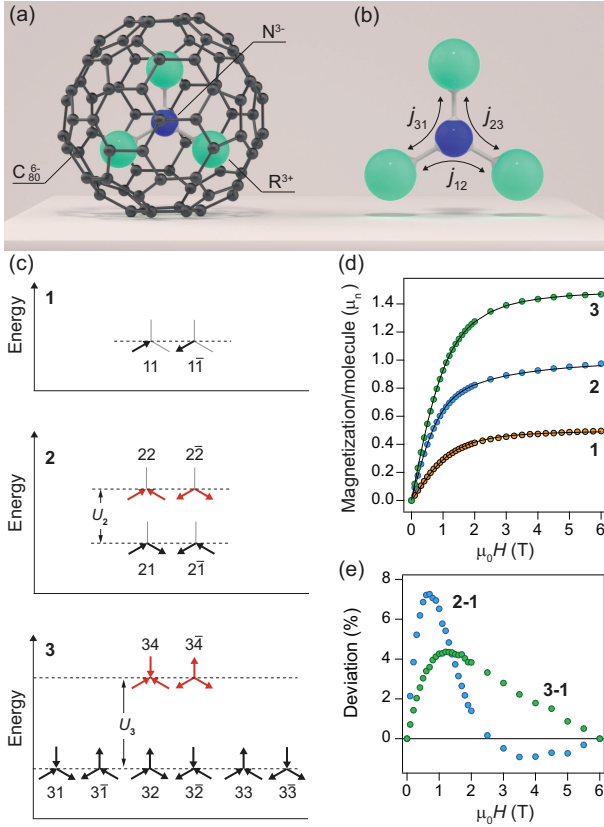 (a)
N³⁻
C₈₀⁶⁻
R³⁺
(b)
j₃₁
j₂₃
j₁₂
(c)
Energy
1
11
11̄
Energy
2
22
22̄
U₂
21
21̄
Energy
3
34
34̄
U₃
31
31̄
32
32̄
33
33̄
(d)
Magnetization/molecule (μₙ)
1.4
1.2
1.0
0.8
0.6
0.4
0.2
0.0
3
2
1
0 1 2 3 4 5 6
μ₀H (T)
(e)
Deviation (%)
8
6
4
2
0
2-1
3-1
0 1 2 3 4 5 6
μ₀H (T)